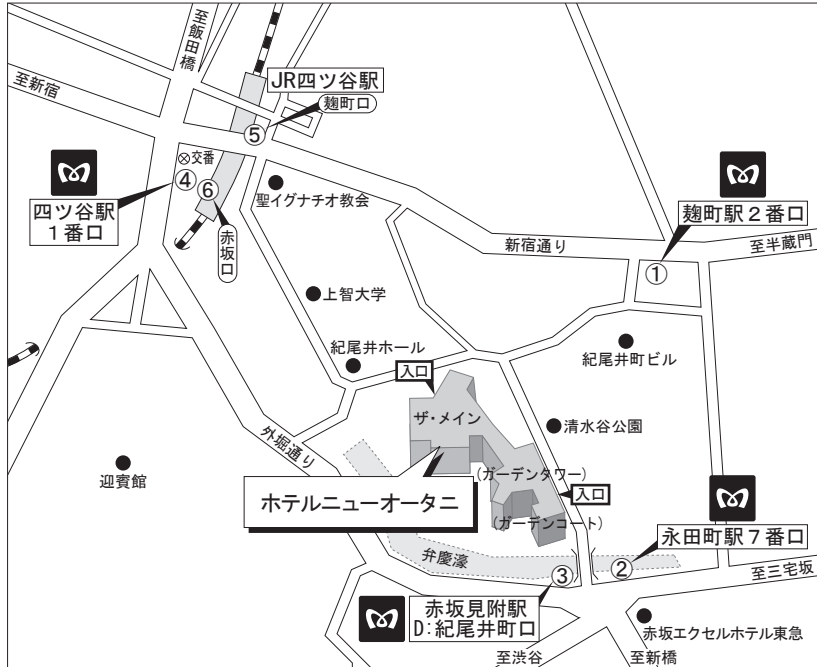 至飯田橋
至新宿
JR四ツ谷駅
麹町口
⑤
交番
④
⑥
四ツ谷駅
1番口
聖イグナチオ教会
赤坂口
麹町駅2番口
新宿通り
至半蔵門
①
上智大学
紀尾井ホール
紀尾井町ビル
入口
ザ・メイン
清水谷公園
外堀通り
迎賓館
(ガーデンタワー)
入口
ホテルニューオータニ
(ガーデンコート)
永田町駅7番口
弁慶濠
③
②
至三宅坂
赤坂見附駅
D:紀尾井町口
赤坂エクセルホテル東急
至渋谷
至新橋